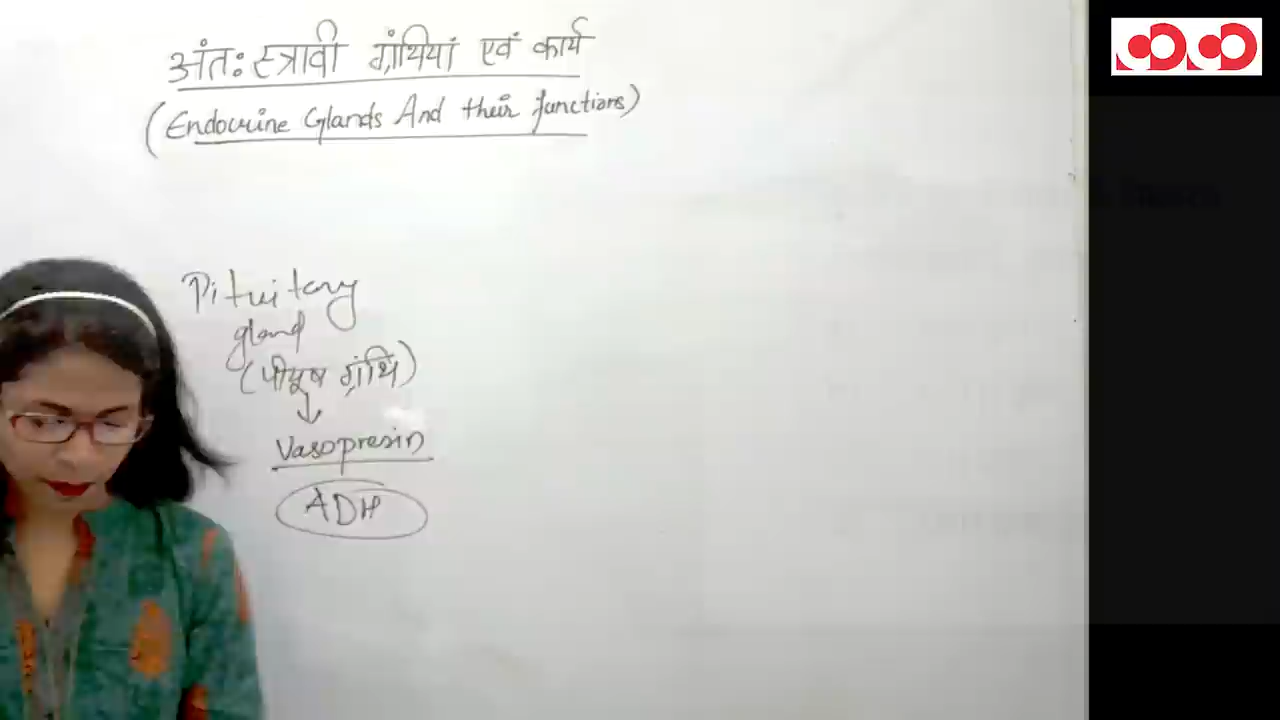 अंतः स्त्रावी ग्रंथियां एवं कार्य
(Endocrine Glands And their functions)
Pituitary
gland
(पीयूष ग्रंथि)
↓
Vasopresin
ADH